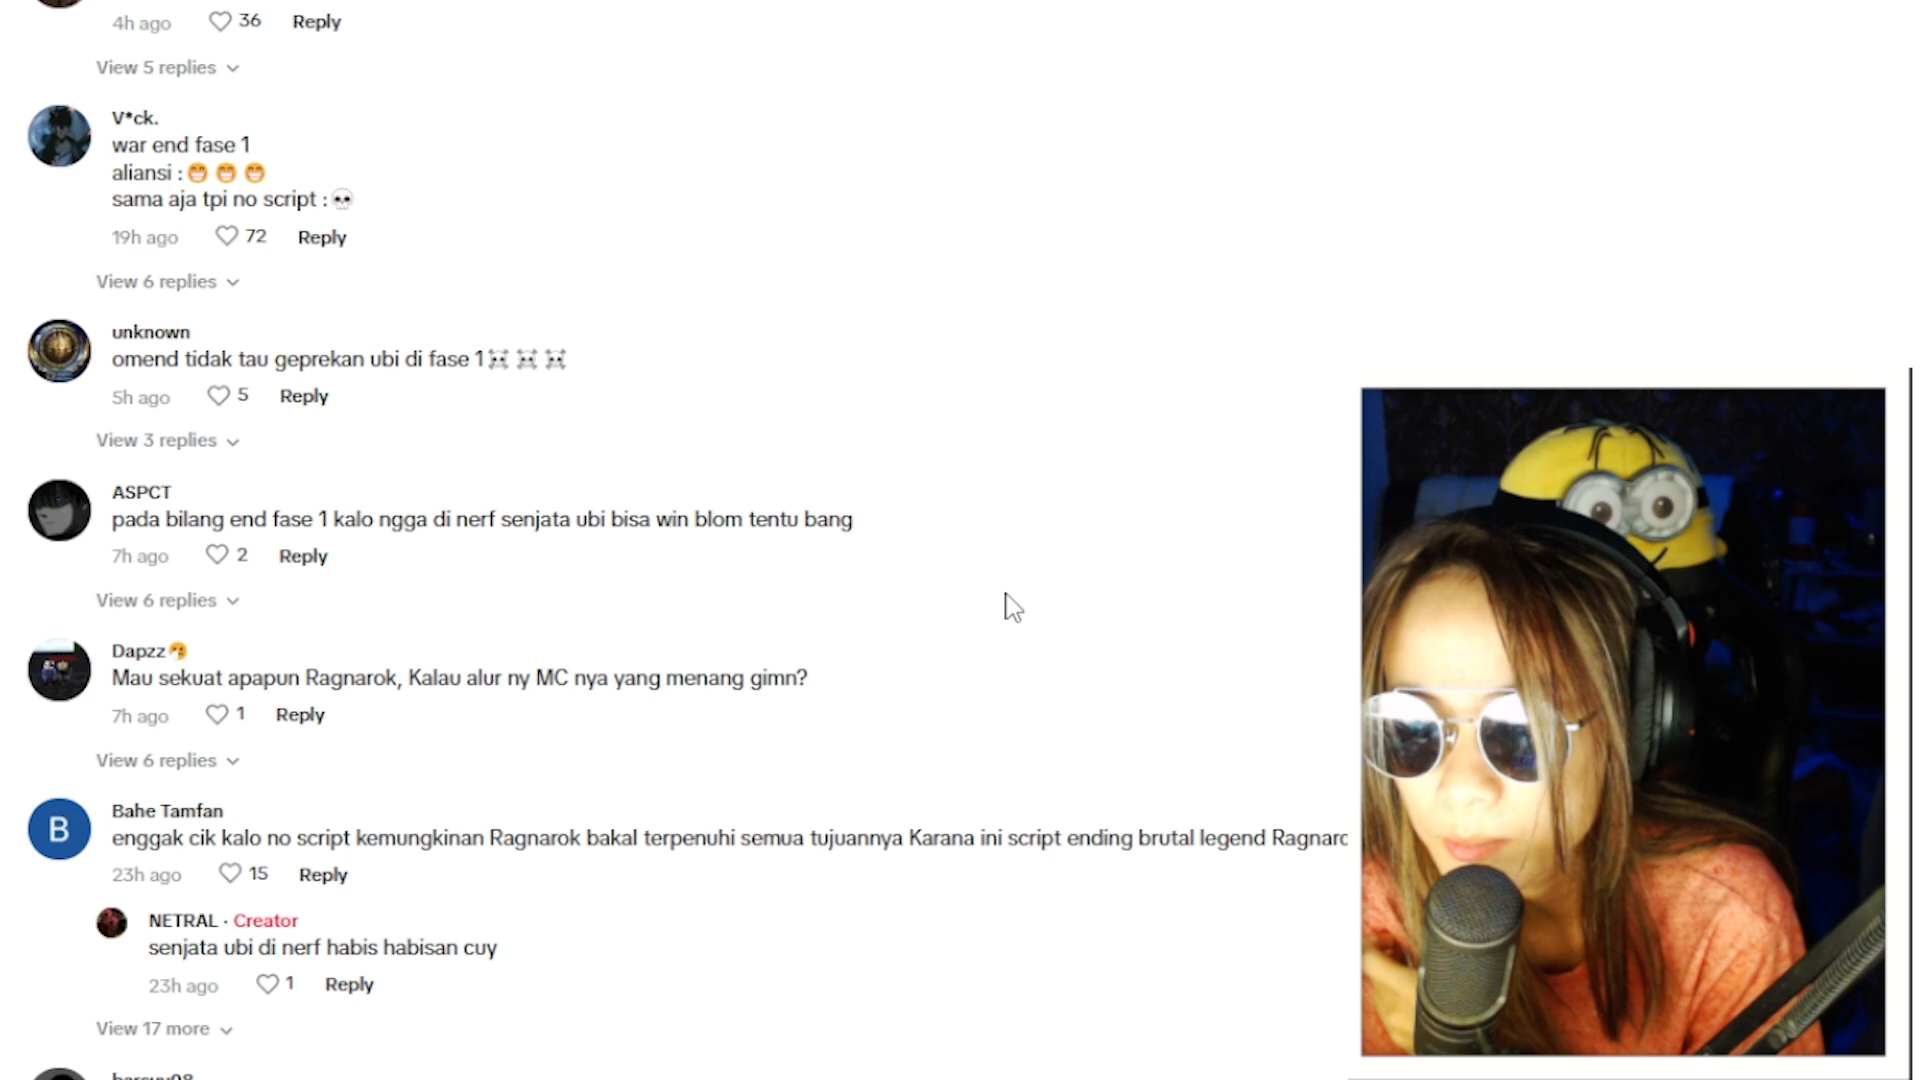 4h ago 36 Reply
View 5 replies
V*ck.
war end fase 1
aliansi : 😁 😁 😁
sama aja tpi no script : 💀
19h ago 72 Reply
View 6 replies
unknown
omend tidak tau geprekan ubi di fase 1 ☠️ ☠️ ☠️
5h ago 5 Reply
View 3 replies
ASPCT
pada bilang end fase 1 kalo ngga di nerf senjata ubi bisa win blom tentu bang
7h ago 2 Reply
View 6 replies
Dapzz
Mau sekuat apapun Ragnarok, Kalau alur ny MC nya yang menang gimn?
7h ago 1 Reply
View 6 replies
B
Bahe Tamfan
enggak cik kalo no script kemungkinan Ragnarok bakal terpenuhi semua tujuannya Karana ini script ending brutal legend Ragnarc
23h ago 15 Reply
NETRAL · Creator
senjata ubi di nerf habis habisan cuy
23h ago 1 Reply
View 17 more